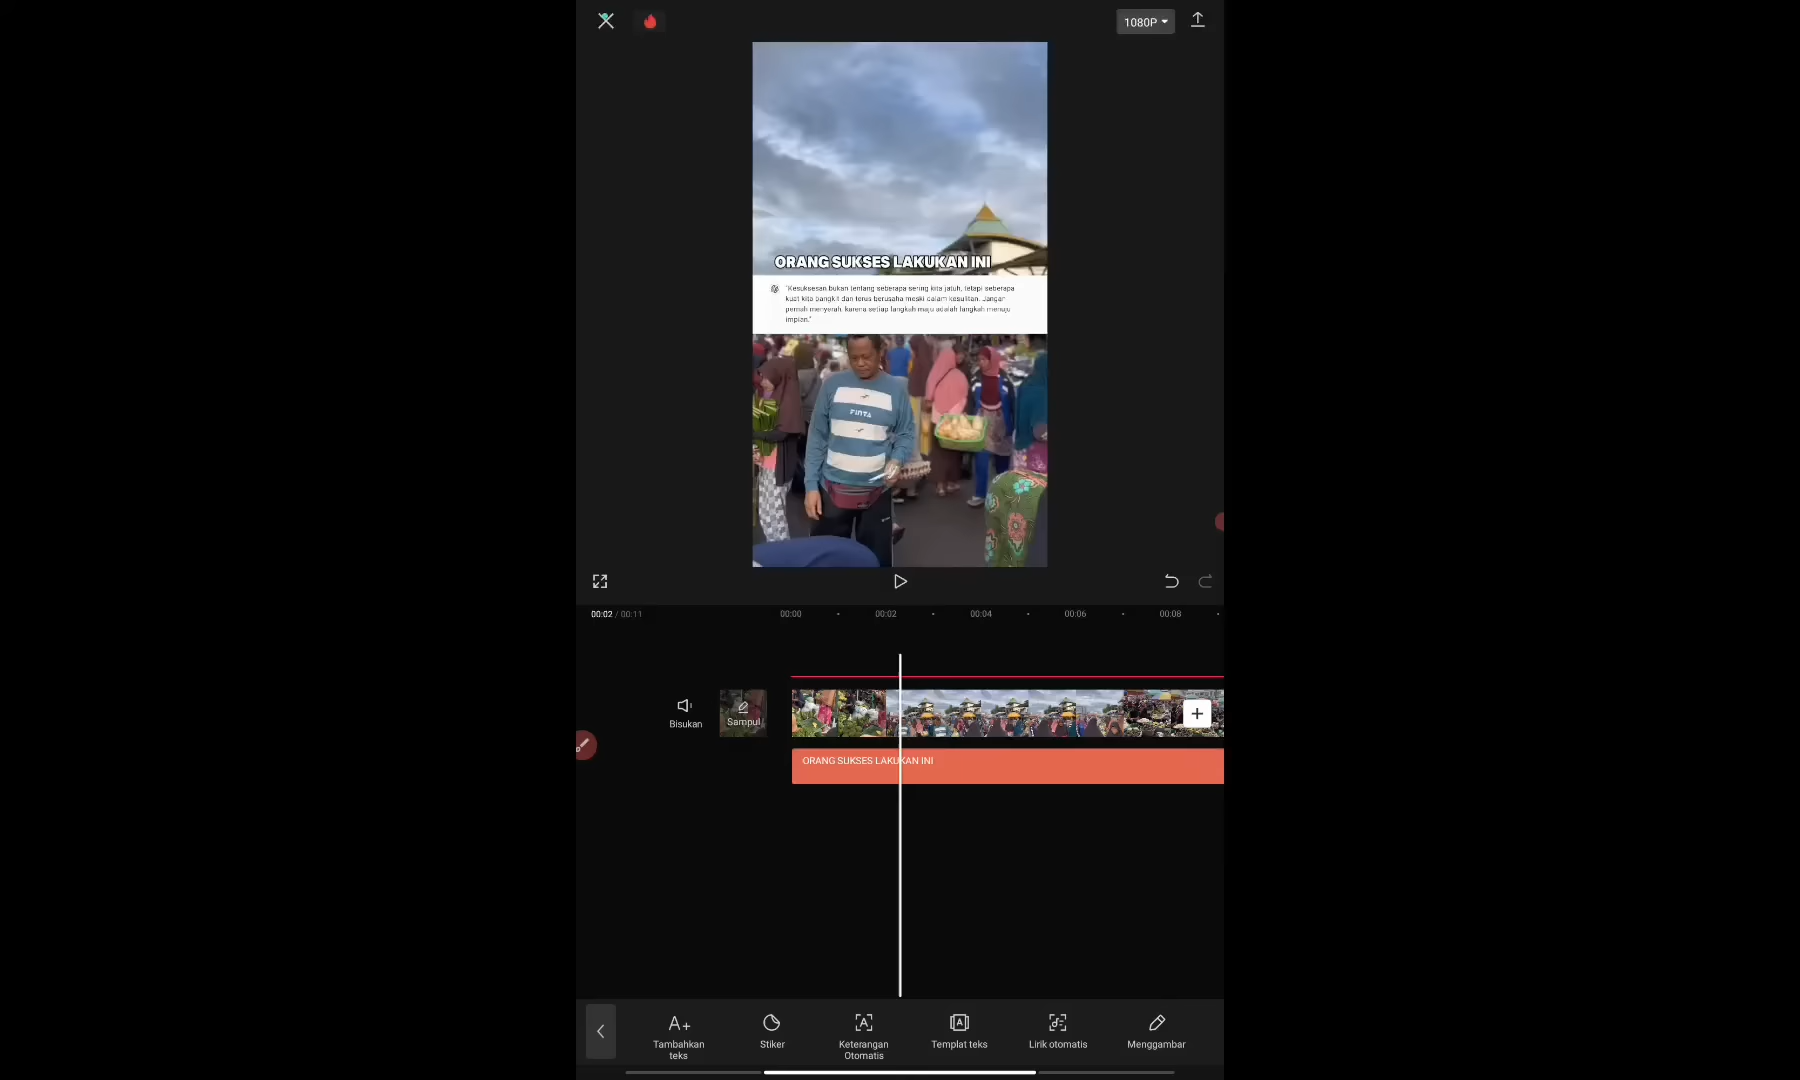 1080P
ORANG SUKSES LAKUKAN INI
"Kesuksesan bukan tentang seberapa sering kita jatuh, tetapi seberapa
kuat kita bangkit dan terus berusaha meski dalam kesulitan. Jangan
pernah menyerah, karena setiap langkah maju adalah langkah menuju
impian."
FINTA
00:02 / 00:11
00:00
00:02
00:04
00:06
00:08
Bisukan
Sampul
ORANG SUKSES LAKUKAN INI
Tambahkan
teks
Stiker
Keterangan
Otomatis
Templat teks
Lirik otomatis
Menggambar